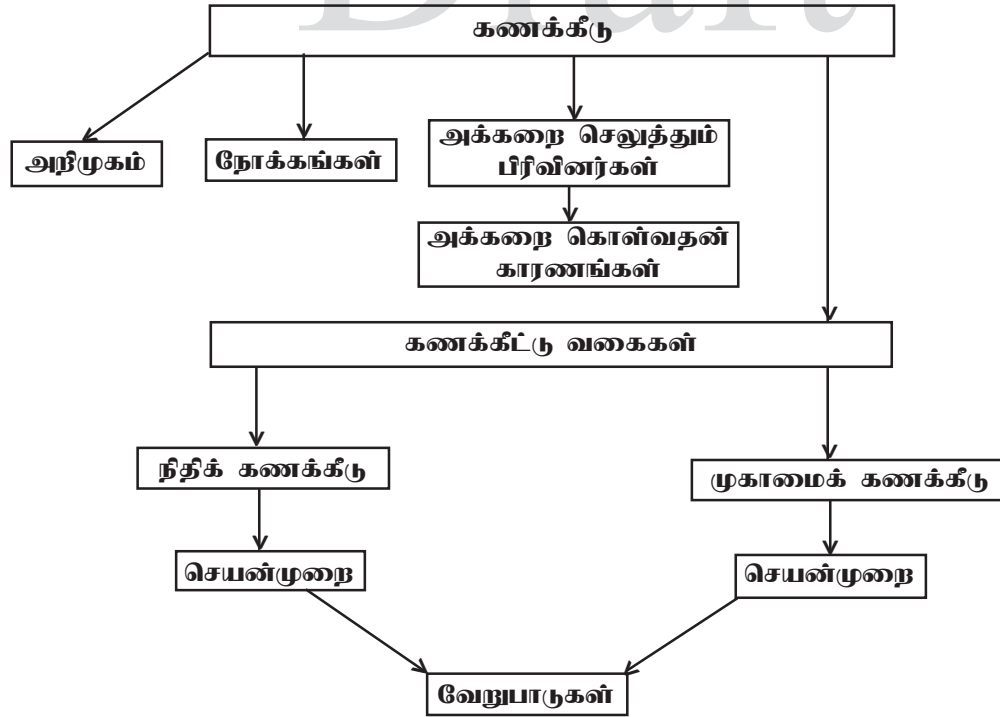 Draft
கணக்கீடு
அறிமுகம்
நோக்கங்கள்
அக்கறை செலுத்தும்
பிரிவினர்கள்
அக்கறை கொள்வதன்
காரணங்கள்
கணக்கீட்டு வகைகள்
நிதிக் கணக்கீடு
முகாமைக் கணக்கீடு
செயன்முறை
செயன்முறை
வேறுபாடுகள்